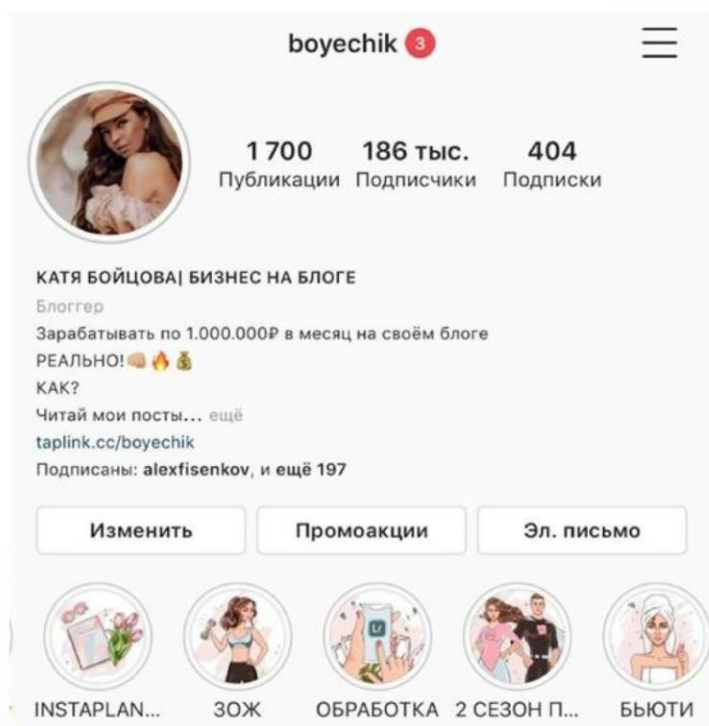 boyechik 3
1 700 186 тыс. 404
Публикации Подписчики Подписки
КАТЯ БОЙЦОВА| БИЗНЕС НА БЛОГЕ
Блоггер
Зарабатывать по 1.000.000₽ в месяц на своём блоге
РЕАЛЬНО!👊🏼🔥💰
КАК?
Читай мои посты... ещё
taplink.cc/boyechik
Подписаны: alexfisenkov, и ещё 197
Изменить Промоакции Эл. письмо
Lr
INSTAPLAN... ЗОЖ ОБРАБОТКА 2 СЕЗОН П... БЬЮТИ